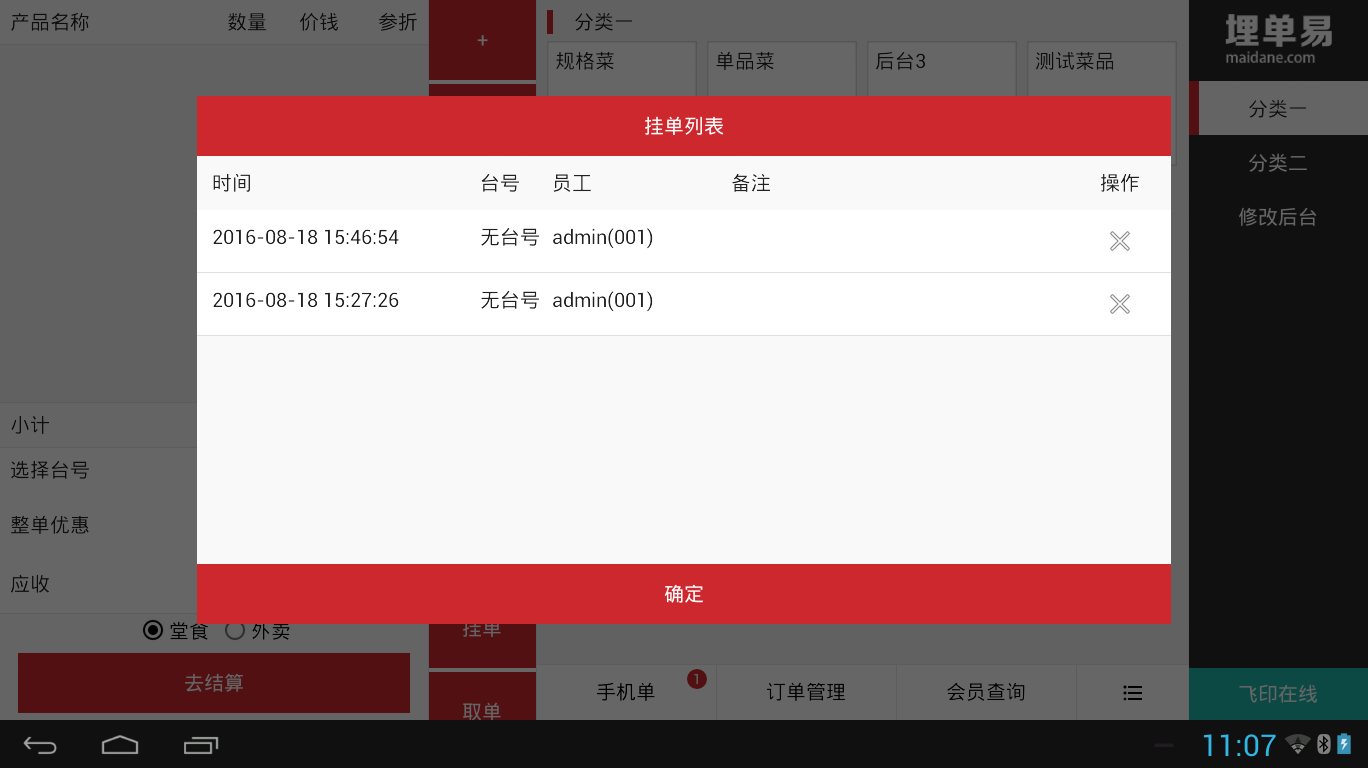 产品名称 数量 价钱 参折
+
分类一
规格菜 单品菜 后台3 测试菜品
埋单易
maidane.com
分类一
分类二
修改后台
挂单列表
时间 台号 员工 备注 操作
2016-08-18 15:46:54 无台号 admin(001)
2016-08-18 15:27:26 无台号 admin(001)
确定
小计
选择台号
整单优惠
应收
堂食 外卖
去结算
挂单
取单
手机单 1 订单管理 会员查询
飞印在线
11:07